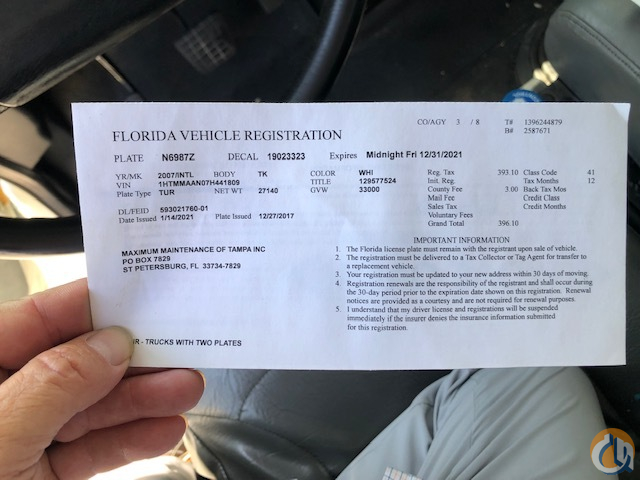 CO/AGY 3 / 8 T# 1396244879
B# 2587671
FLORIDA VEHICLE REGISTRATION
PLATE N6987Z DECAL 19023323 Expires Midnight Fri 12/31/2021
YR/MK 2007/INTL BODY TK COLOR WHI Reg. Tax 393.10 Class Code 41
VIN 1HTMMAAN07H441809 TITLE 129577524 Init. Reg. Tax Months 12
Plate Type TUR NET WT 27140 GVW 33000 County Fee 3.00 Back Tax Mos
Mail Fee Credit Class
DL/FEID 593021760-01 Sales Tax Credit Months
Date Issued 1/14/2021 Plate Issued 12/27/2017 Voluntary Fees
Grand Total 396.10
MAXIMUM MAINTENANCE OF TAMPA INC
PO BOX 7829
ST PETERSBURG, FL 33734-7829
IMPORTANT INFORMATION
1. The Florida license plate must remain with the registrant upon sale of vehicle.
2. The registration must be delivered to a Tax Collector or Tag Agent for transfer to
a replacement vehicle.
3. Your registration must be updated to your new address within 30 days of moving.
4. Registration renewals are the responsibility of the registrant and shall occur during
the 30-day period prior to the expiration date shown on this registration. Renewal
notices are provided as a courtesy and are not required for renewal purposes.
5. I understand that my driver license and registrations will be suspended
immediately if the insurer denies the insurance information submitted
for this registration.
- TRUCKS WITH TWO PLATES